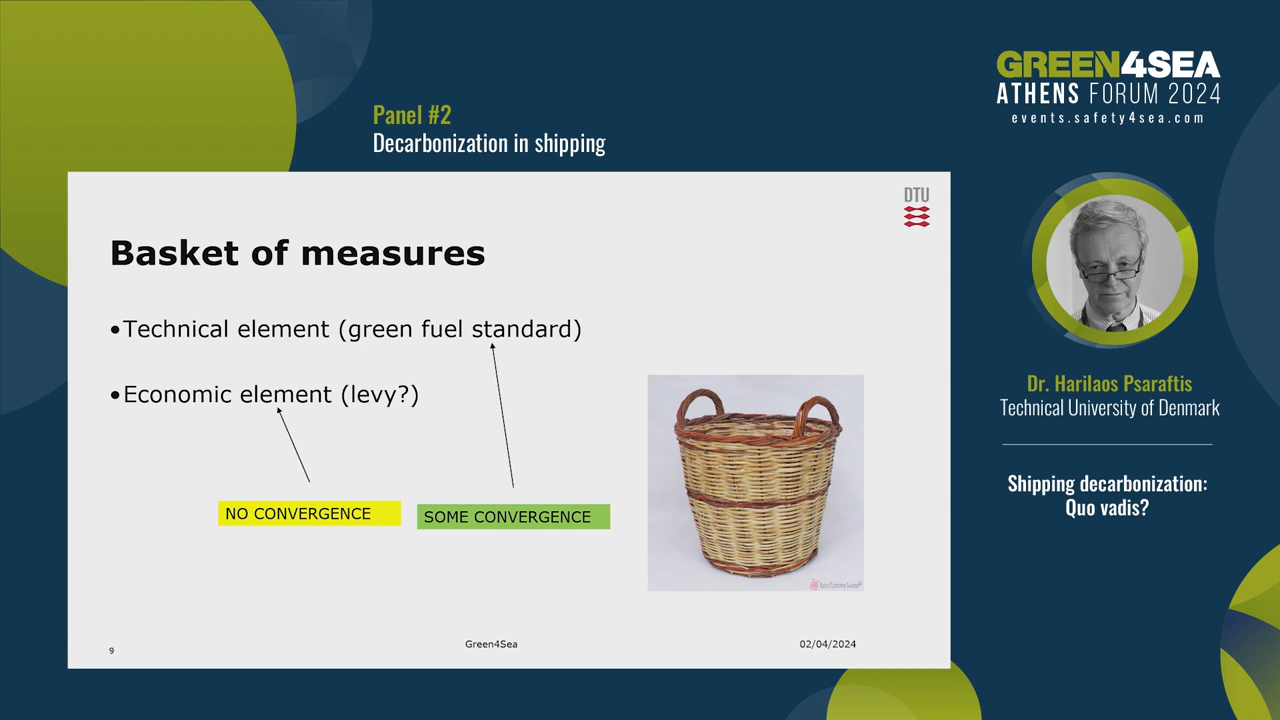 GREEN4SEA
ATHENS FORUM 2024
events.safety4sea.com
Panel #2
Decarbonization in shipping
DTU
Basket of measures
•Technical element (green fuel standard)
•Economic element (levy?)
NO CONVERGENCE
SOME CONVERGENCE
9
Green4Sea
02/04/2024
Dr. Harilaos Psaraftis
Technical University of Denmark
Shipping decarbonization:
Quo vadis?